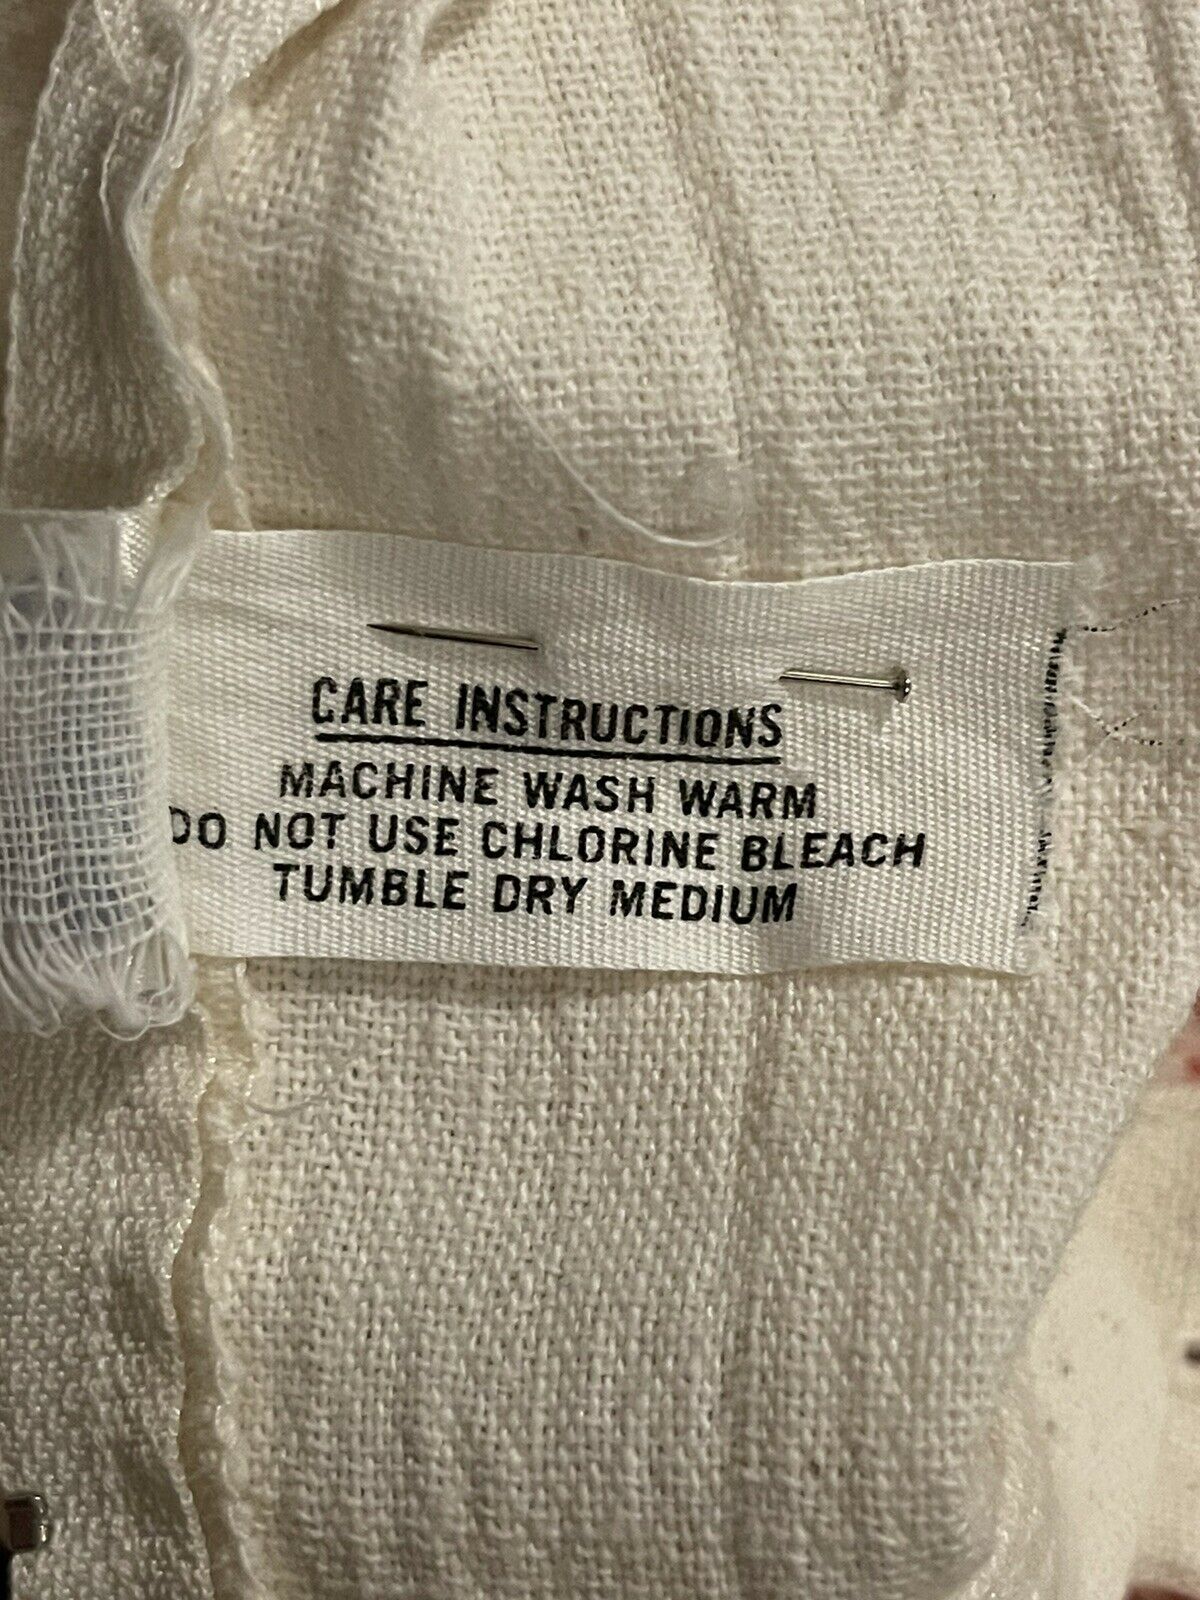 CARE INSTRUCTIONS
MACHINE WASH WARM
DO NOT USE CHLORINE BLEACH
TUMBLE DRY MEDIUM